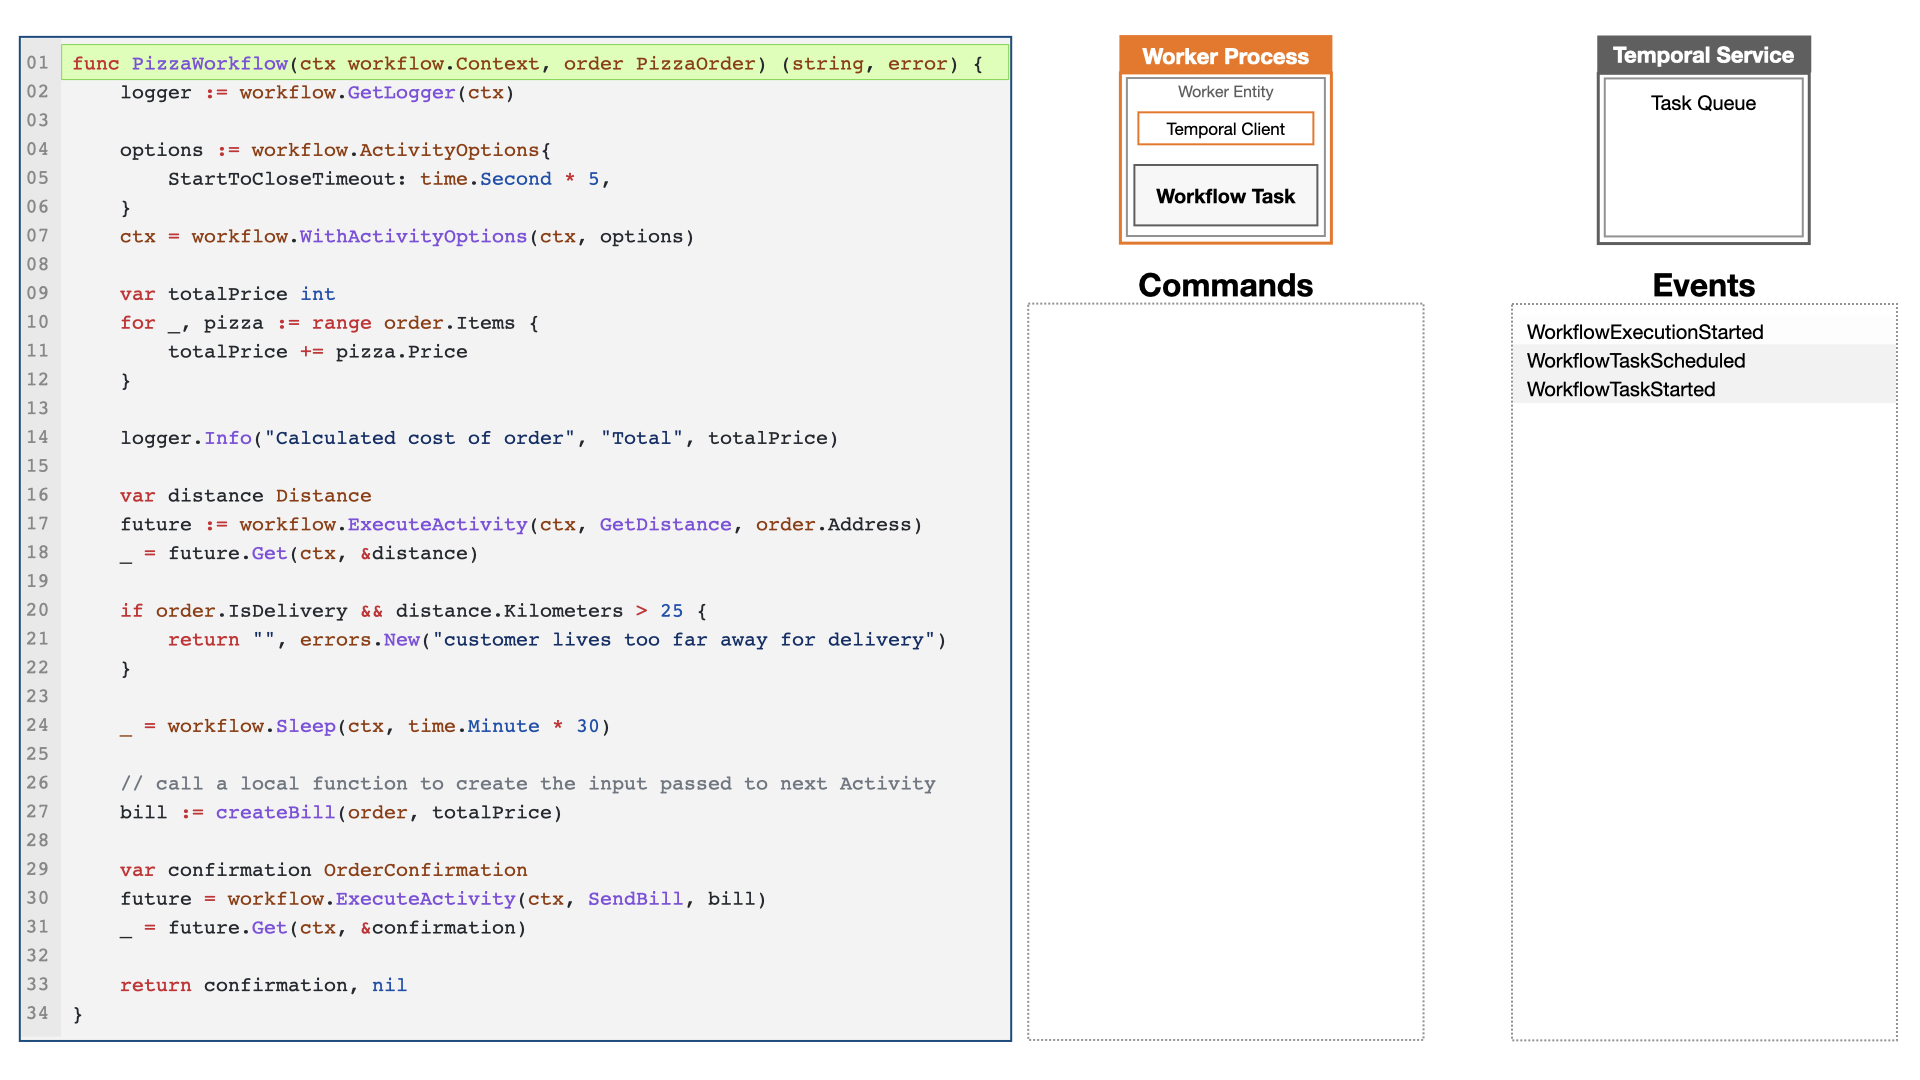 01 func PizzaWorkflow(ctx workflow.Context, order PizzaOrder) (string, error) {
02     logger := workflow.GetLogger(ctx)
03
04     options := workflow.ActivityOptions{
05         StartToCloseTimeout: time.Second * 5,
06     }
07     ctx = workflow.WithActivityOptions(ctx, options)
08
09     var totalPrice int
10     for _, pizza := range order.Items {
11         totalPrice += pizza.Price
12     }
13
14     logger.Info("Calculated cost of order", "Total", totalPrice)
15
16     var distance Distance
17     future := workflow.ExecuteActivity(ctx, GetDistance, order.Address)
18     _ = future.Get(ctx, &distance)
19
20     if order.IsDelivery && distance.Kilometers > 25 {
21         return "", errors.New("customer lives too far away for delivery")
22     }
23
24     _ = workflow.Sleep(ctx, time.Minute * 30)
25
26     // call a local function to create the input passed to next Activity
27     bill := createBill(order, totalPrice)
28
29     var confirmation OrderConfirmation
30     future = workflow.ExecuteActivity(ctx, SendBill, bill)
31     _ = future.Get(ctx, &confirmation)
32
33     return confirmation, nil
34 }
Worker Process
Worker Entity
Temporal Client
Workflow Task
Commands
Temporal Service
Task Queue
Events
WorkflowExecutionStarted
WorkflowTaskScheduled
WorkflowTaskStarted